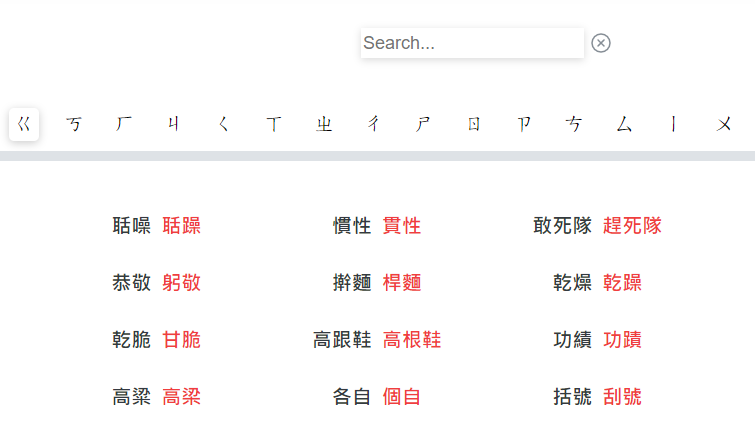 Search...
ㄍ ㄎ ㄏ ㄐ ㄑ ㄒ ㄓ ㄔ ㄕ ㄖ ㄗ ㄘ ㄙ ㄧ ㄨ
聒噪 聒躁 慣性 貫性 敢死隊 趕死隊
恭敬 躬敬 擀麵 桿麵 乾燥 乾躁
乾脆 甘脆 高跟鞋 高根鞋 功績 功蹟
高粱 高梁 各自 個自 括號 刮號